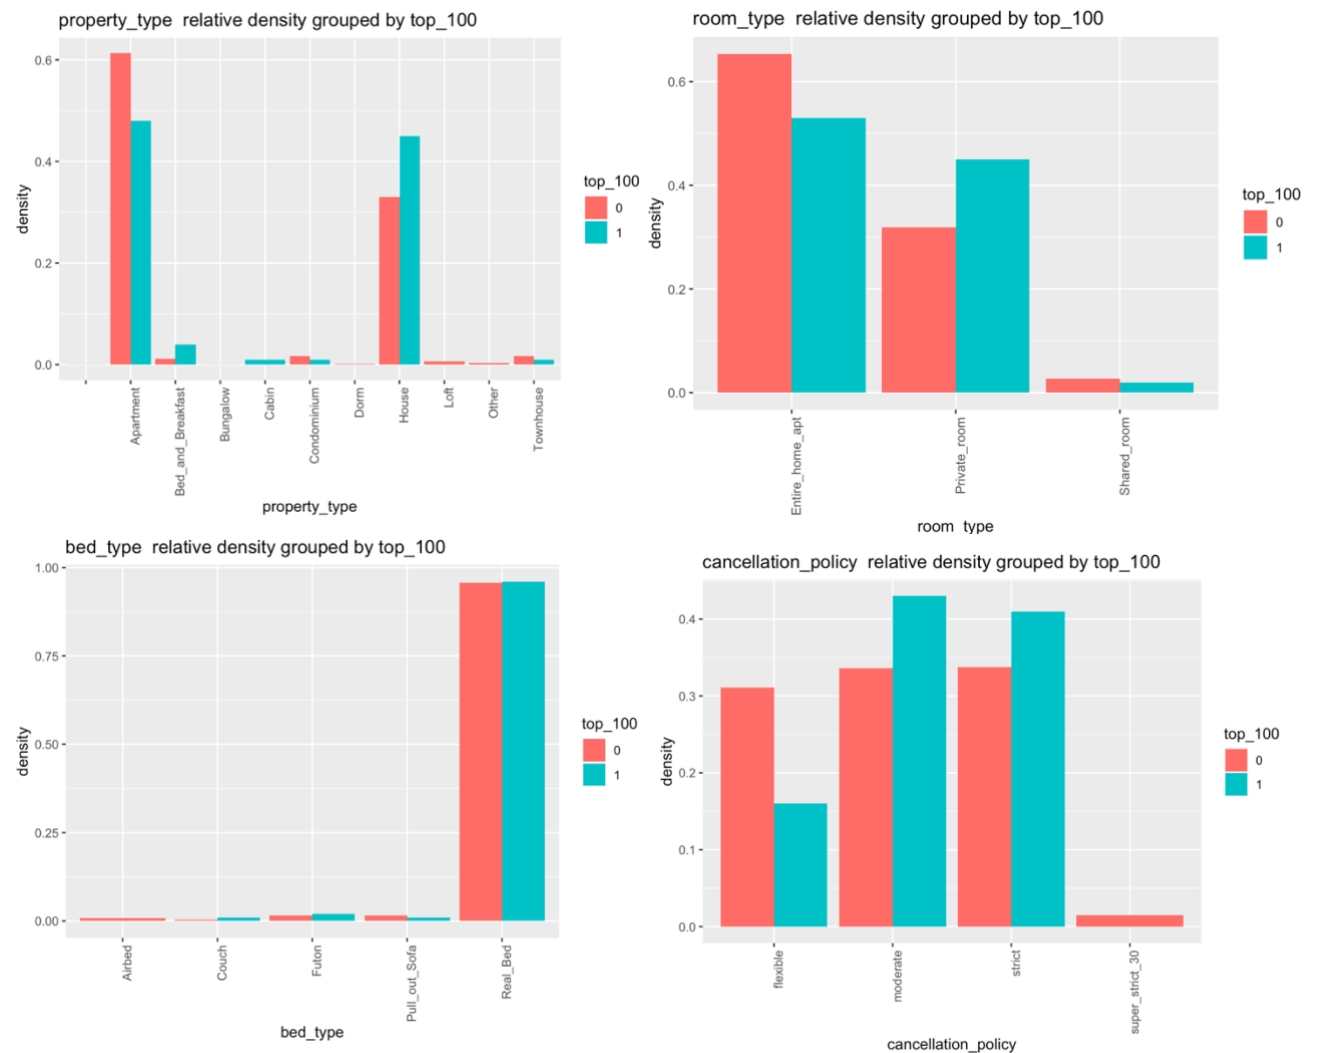 property_type  relative density grouped by top_100
density
0.6
0.4
0.2
0.0
Apartment
Bed_and_Breakfast
Bungalow
Cabin
Condominium
Dorm
House
Loft
Other
Townhouse
property_type
top_100
0
1
room_type  relative density grouped by top_100
density
0.6
0.4
0.2
0.0
Entire_home_apt
Private_room
Shared_room
room_type
top_100
0
1
bed_type  relative density grouped by top_100
density
1.00
0.75
0.50
0.25
0.00
Airbed
Couch
Futon
Pull_out_Sofa
Real_Bed
bed_type
top_100
0
1
cancellation_policy  relative density grouped by top_100
density
0.4
0.3
0.2
0.1
0.0
flexible
moderate
strict
super_strict_30
cancellation_policy
top_100
0
1